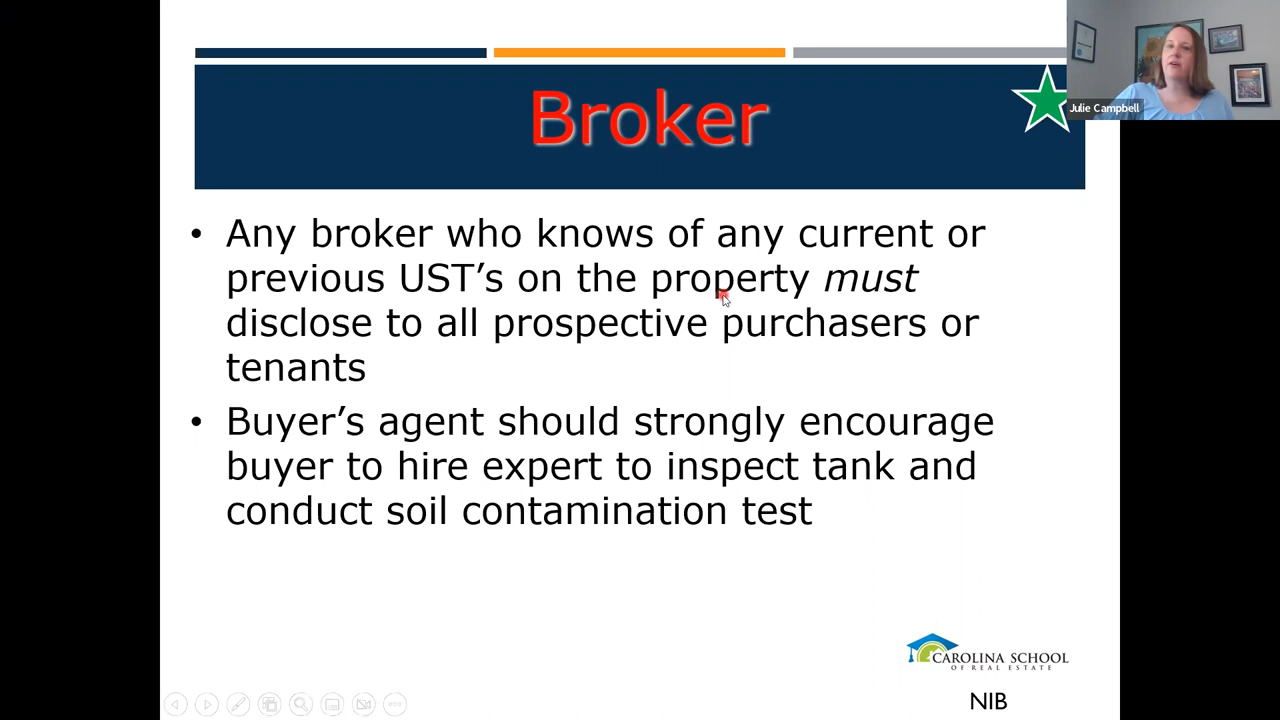 Broker
Julie Campbell
• Any broker who knows of any current or
previous UST's on the property must
disclose to all prospective purchasers or
tenants
• Buyer's agent should strongly encourage
buyer to hire expert to inspect tank and
conduct soil contamination test
CAROLINA SCHOOL
OF REAL ESTATE
NIB